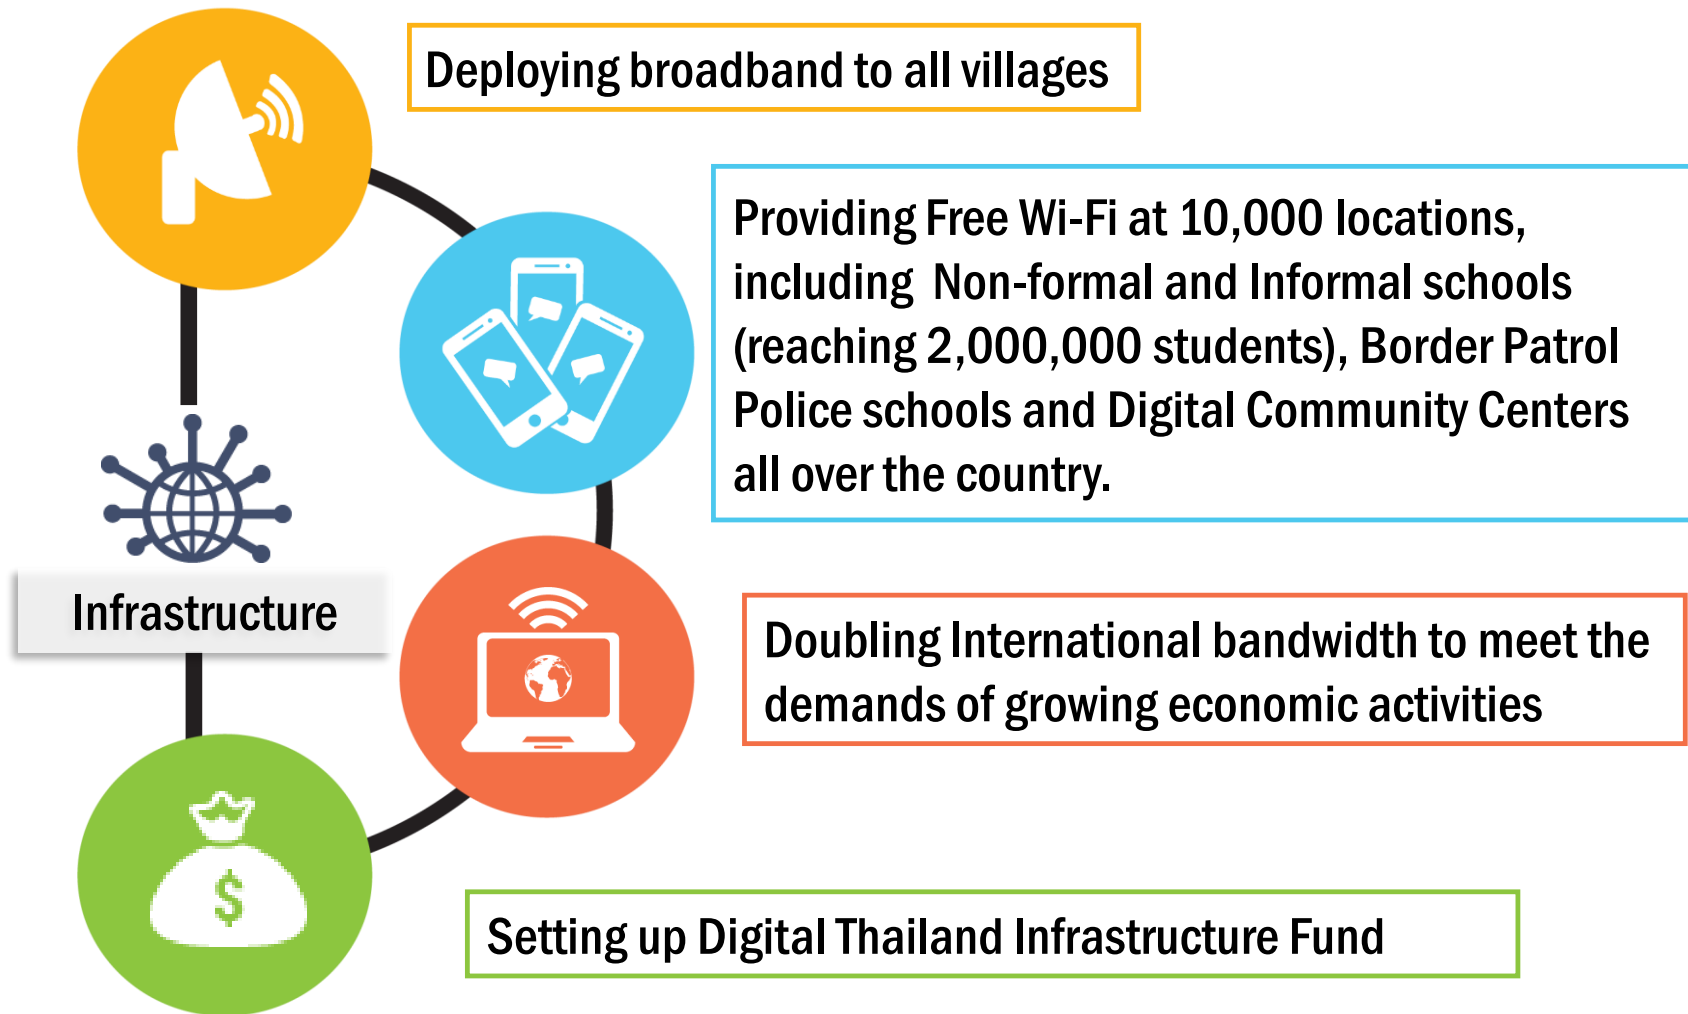 Deploying broadband to all villages
Providing Free Wi-Fi at 10,000 locations,
including Non-formal and Informal schools
(reaching 2,000,000 students), Border Patrol
Police schools and Digital Community Centers
all over the country.
Infrastructure
Doubling International bandwidth to meet the
demands of growing economic activities
$
Setting up Digital Thailand Infrastructure Fund